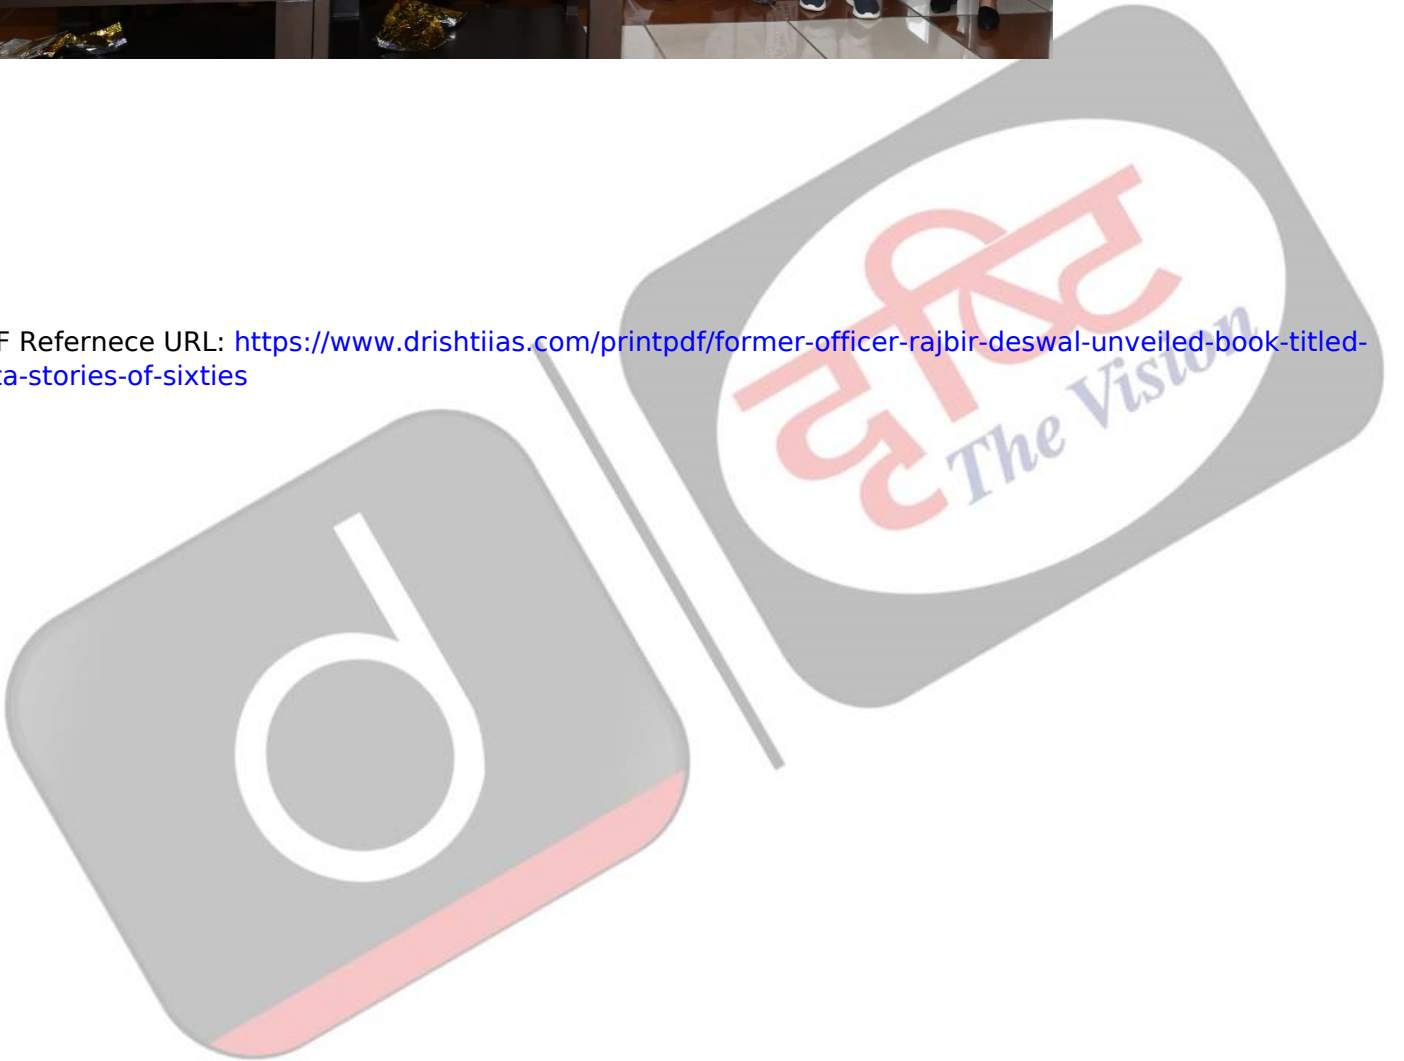 F Refernece URL: https://www.drishtiias.com/printpdf/former-officer-rajbir-deswal-unveiled-book-titled-
ta-stories-of-sixties
दृष्टि
The Vision
d